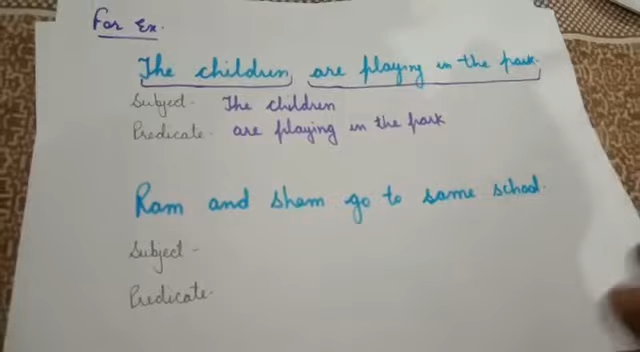 For Ex.
The children are playing in the park.
Subject - The children
Predicate - are playing in the park
Ram and Sham go to same school.
Subject -
Predicate -